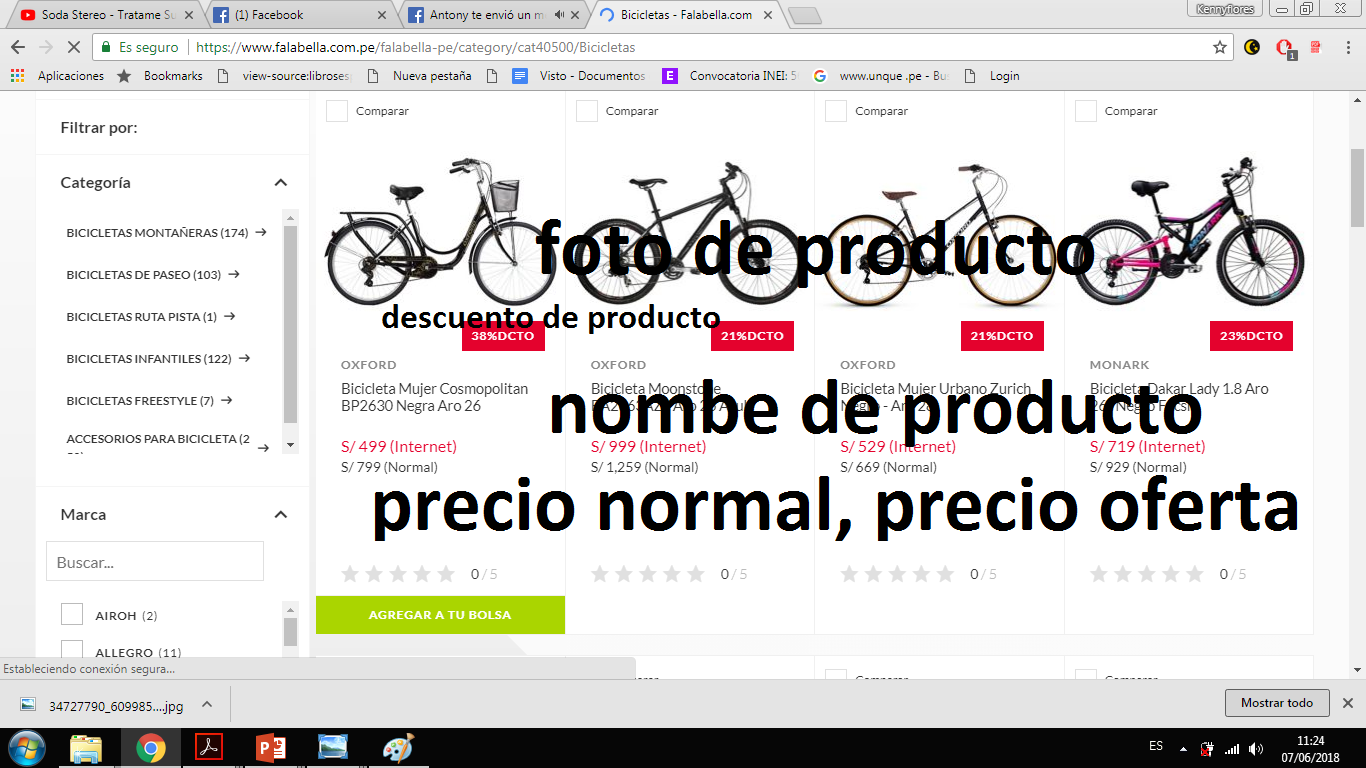 Soda Stereo - Tratame Su
(1) Facebook
Antony te envió un m
Bicicletas - Falabella.com
Kennyflores
Es seguro
https://www.falabella.com.pe/falabella-pe/category/cat40500/Bicicletas
1
Aplicaciones
Bookmarks
view-source:libroses
Nueva pestaña
Visto - Documentos
Convocatoria INEI: 5
www.unque .pe - Bu
Login
Filtrar por:
Categoría
BICICLETAS MONTAÑERAS (174)
BICICLETAS DE PASEO (103)
BICICLETAS RUTA PISTA (1)
BICICLETAS INFANTILES (122)
BICICLETAS FREESTYLE (7)
ACCESORIOS PARA BICICLETA (2
Marca
Buscar...
AIROH (2)
ALLEGRO (11)
Comparar
Comparar
Comparar
Comparar
foto de producto
descuento de producto
38%DCTO
21%DCTO
21%DCTO
23%DCTO
OXFORD
OXFORD
OXFORD
MONARK
Bicicleta Mujer Cosmopolitan
BP2630 Negra Aro 26
Bicicleta Moonstone
Bicicleta Mujer Urbano Zurich
Bicicleta Dakar Lady 1.8 Aro
nombe de producto
S/ 499 (Internet)
S/ 799 (Normal)
S/ 999 (Internet)
S/ 1,259 (Normal)
S/ 529 (Internet)
S/ 669 (Normal)
S/ 719 (Internet)
S/ 929 (Normal)
precio normal, precio oferta
0 / 5
0 / 5
0 / 5
0 / 5
AGREGAR A TU BOLSA
Comparar
Comparar
Estableciendo conexión segura...
34727790_609985....jpg
Mostrar todo
ES
11:24
07/06/2018